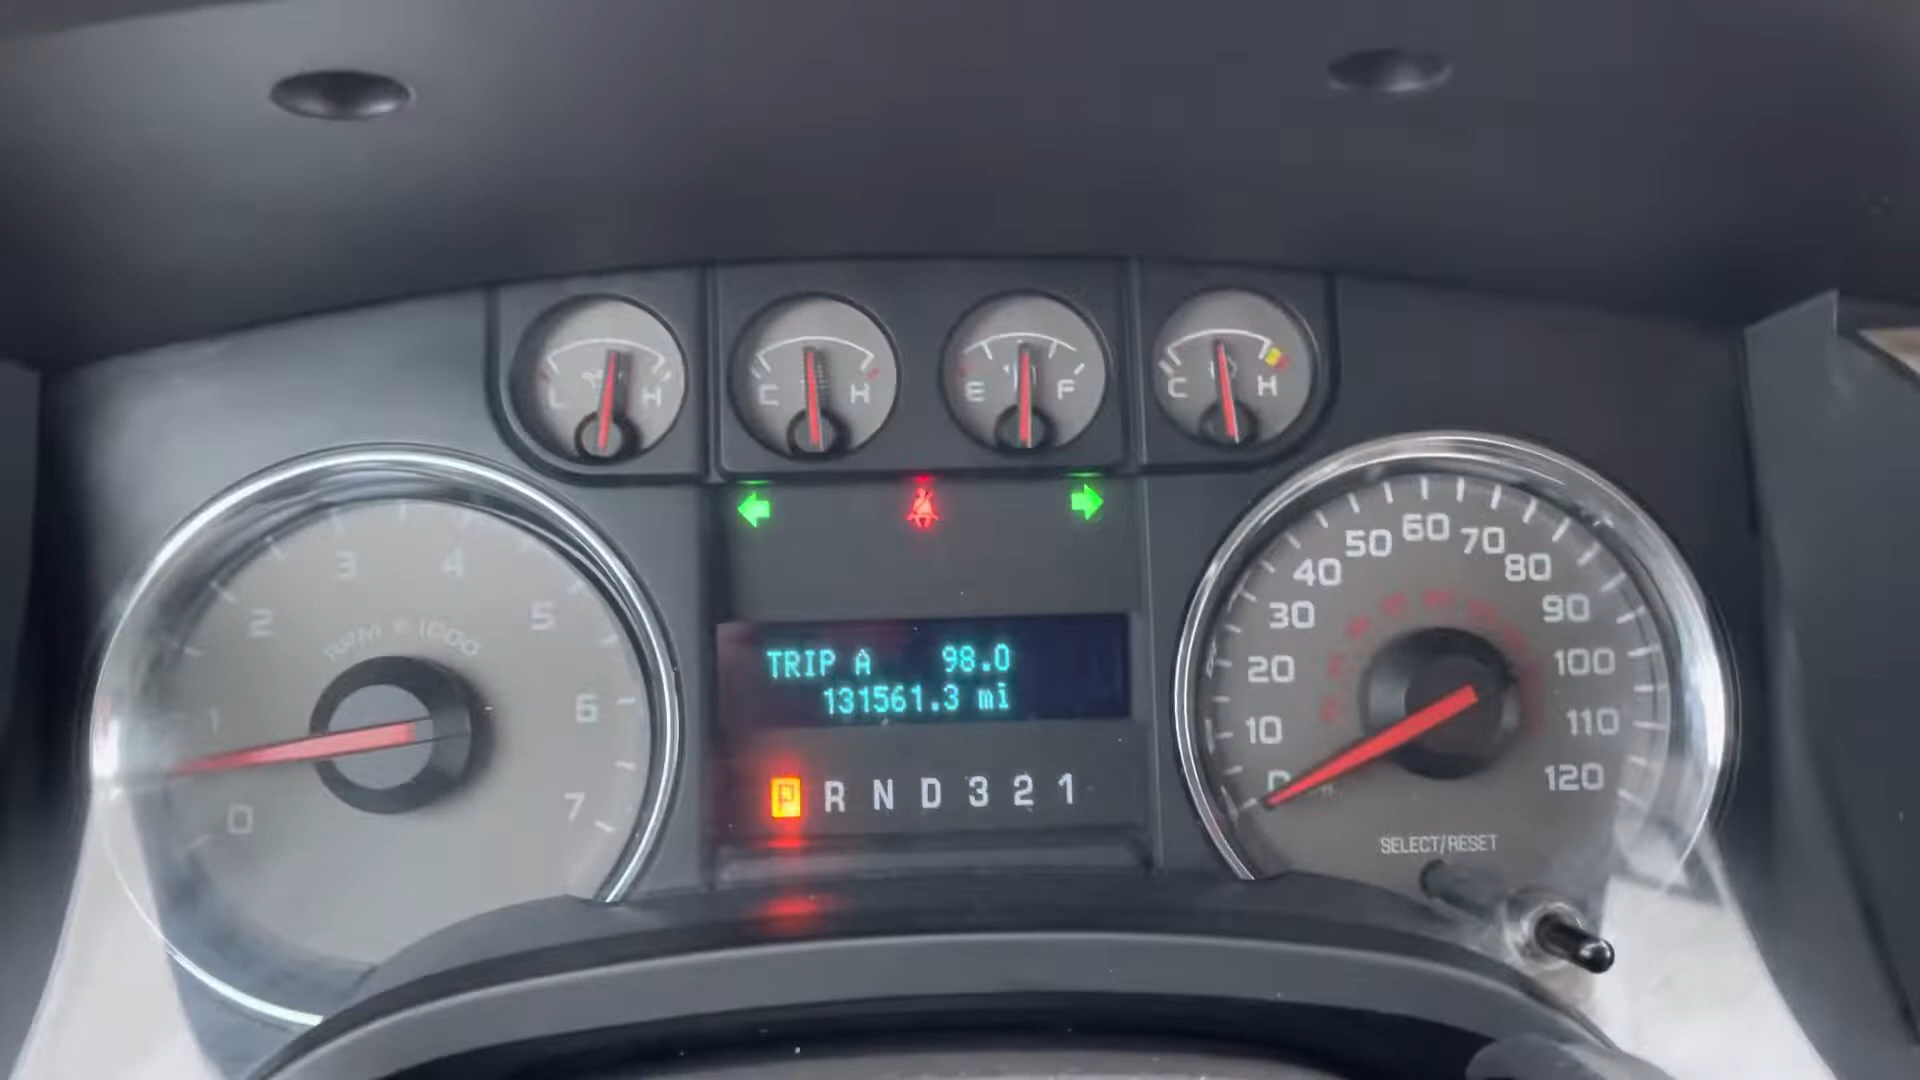 L H
C H
E F
C H
0 1 2 3 4 5 6 7
RPM x 1000
TRIP A 98.0
131561.3 mi
P R N D 3 2 1
0 10 20 30 40 50 60 70 80 90 100 110 120
SELECT/RESET